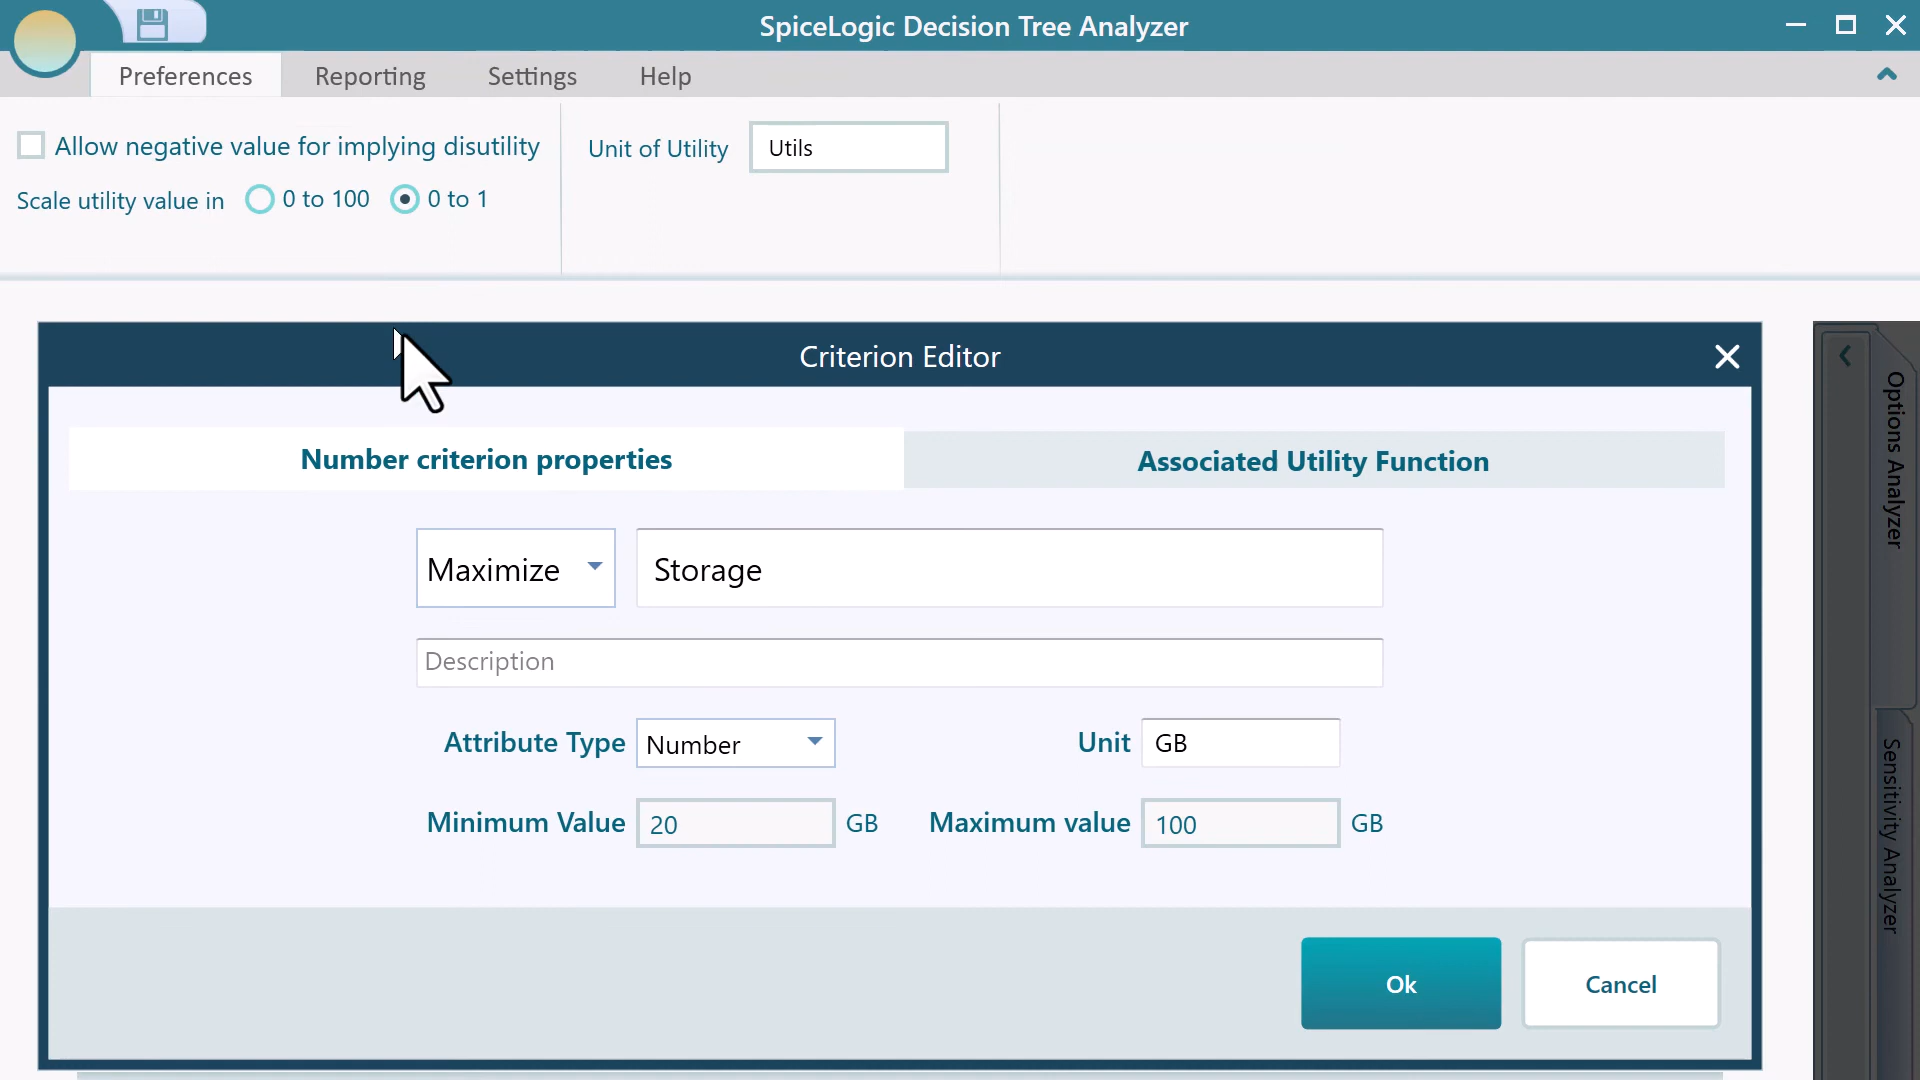 SpiceLogic Decision Tree Analyzer
Preferences Reporting Settings Help
Allow negative value for implying disutility
Unit of Utility Utils
Scale utility value in 0 to 100 0 to 1
Criterion Editor
Number criterion properties Associated Utility Function
Maximize Storage
Description
Attribute Type Number Unit GB
Minimum Value 20 GB Maximum value 100 GB
Ok Cancel
Options Analyzer
Sensitivity Analyzer